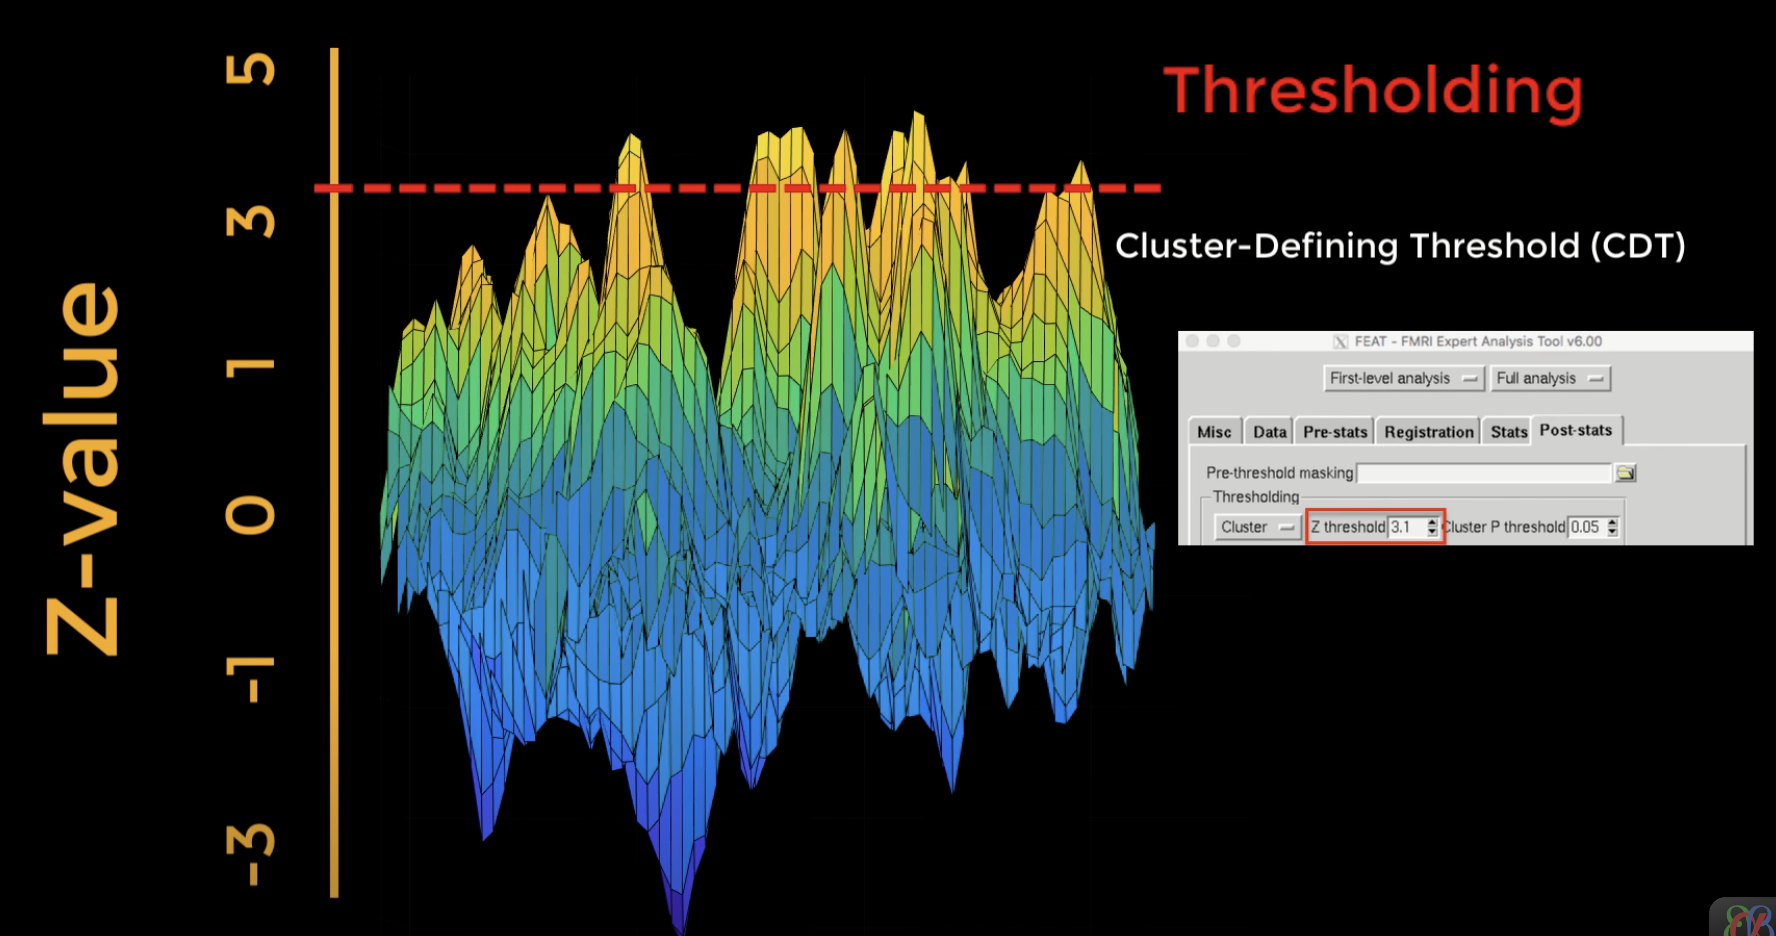 Thresholding
Cluster-Defining Threshold (CDT)
Z-value
5
3
1
0
-1
-3
FEAT - FMRI Expert Analysis Tool v6.00
First-level analysis Full analysis
Misc Data Pre-stats Registration Stats Post-stats
Pre-threshold masking
Thresholding
Cluster Z threshold 3.1 Cluster P threshold 0.05